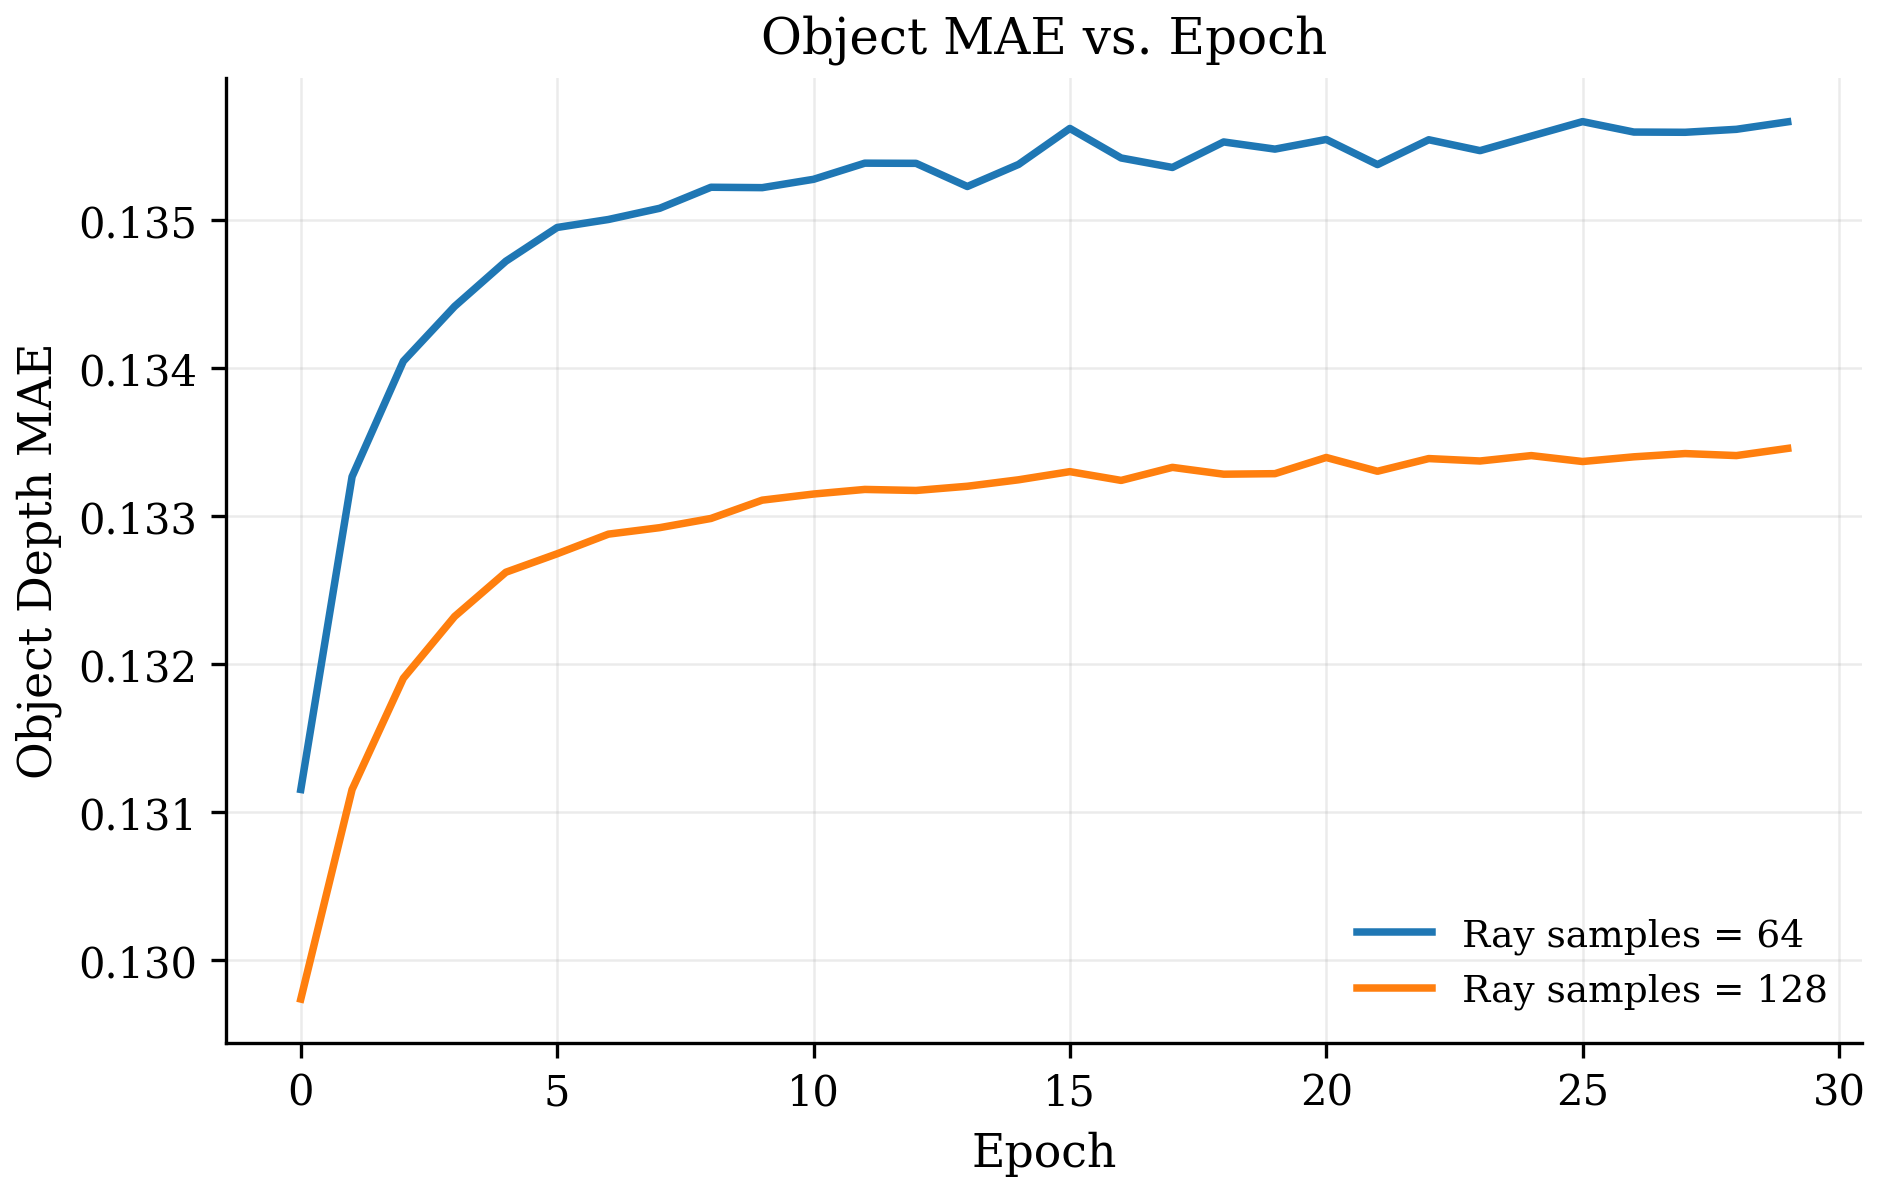 Object MAE vs. Epoch
Object Depth MAE
0.135
0.134
0.133
0.132
0.131
0.130
Ray samples = 64
Ray samples = 128
0 5 10 15 20 25 30
Epoch